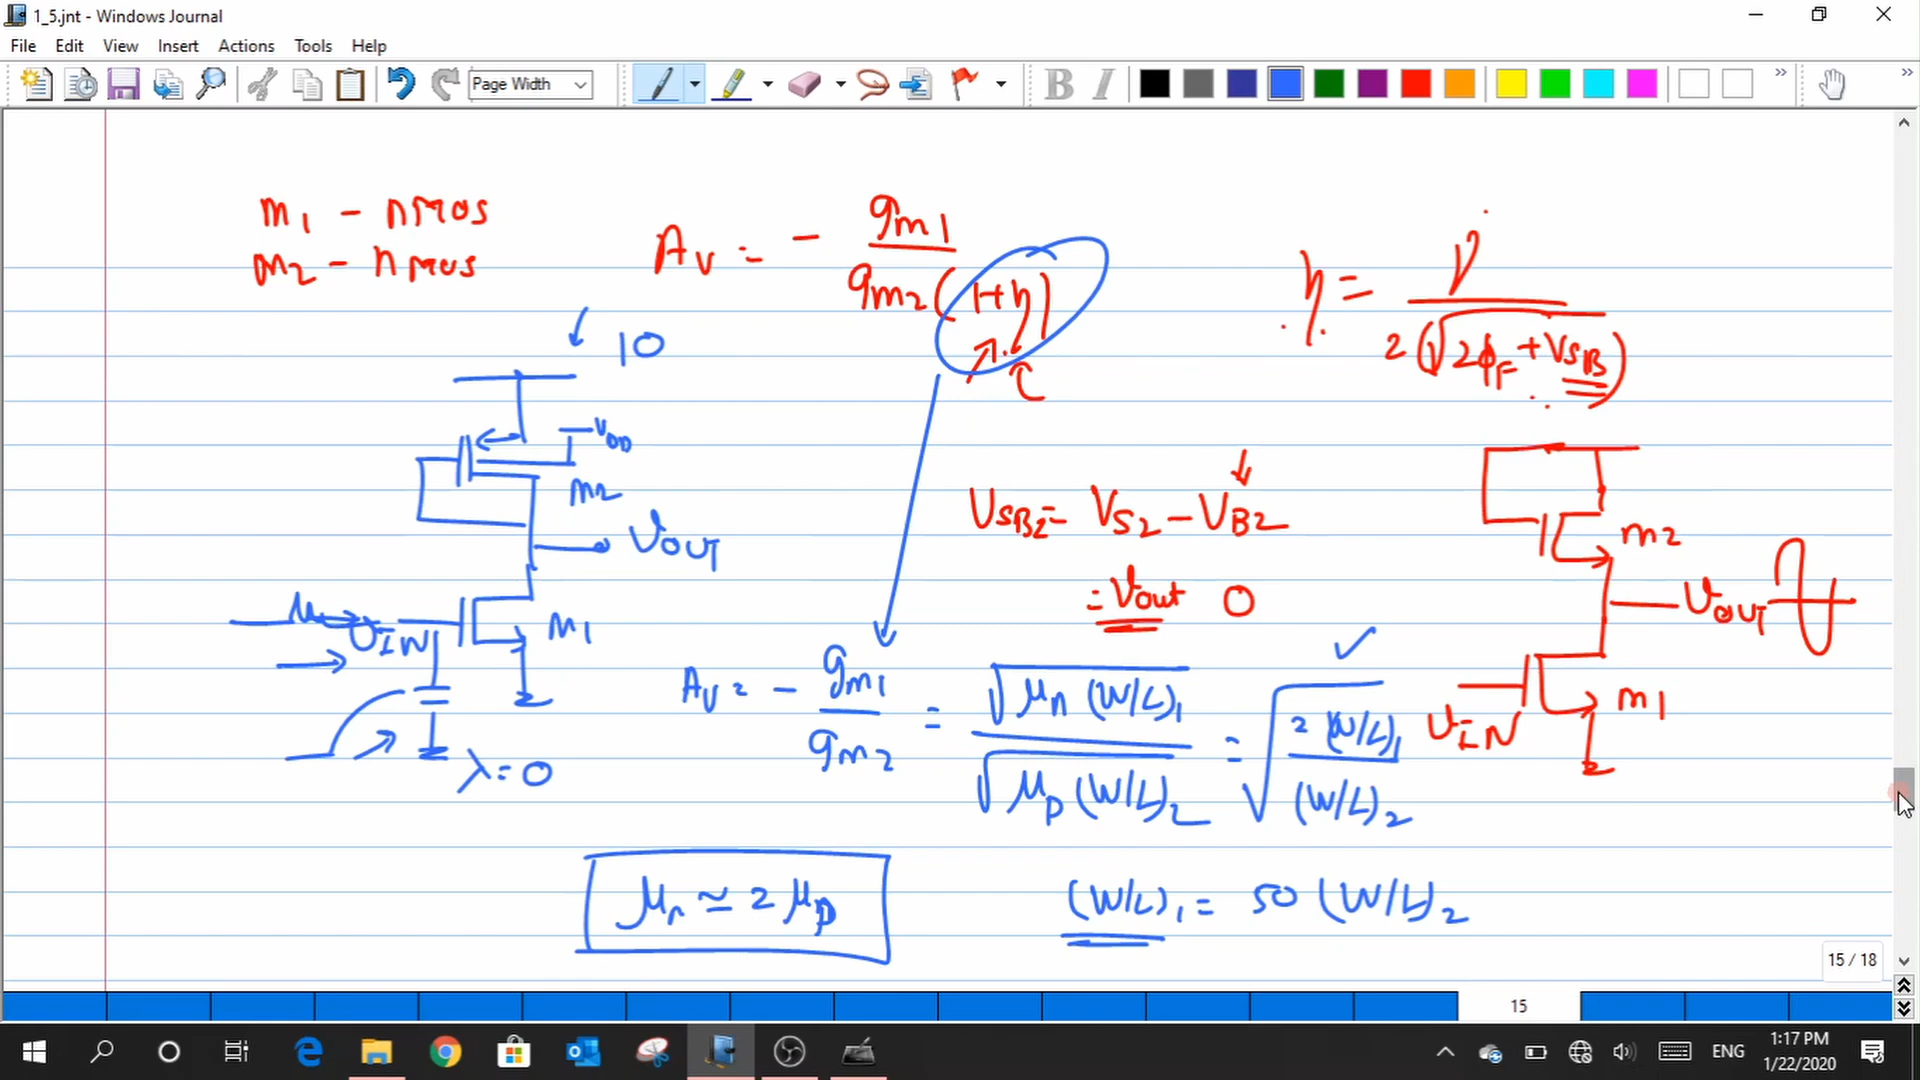 1_5.jnt - Windows Journal
File Edit View Insert Actions Tools Help
Page Width
B I
m1 - nmos
m2 - nmos
Av = - gm1 / gm2 (1+η)
η = γ / 2(√2ϕF + VSB)
10
VDD
m2
VOUT
VIN
M1
λ=0
VSB2 = VS2 - VB2
= Vout 0
m2
VOUT
VIN
m1
Av = - gm1 / gm2 = √μn (W/L)1 / √μp (W/L)2 = √2 (W/L)1 / (W/L)2
μn ≃ 2 μp
(W/L)1 = 50 (W/L)2
15 / 18
15
ENG
1:17 PM
1/22/2020